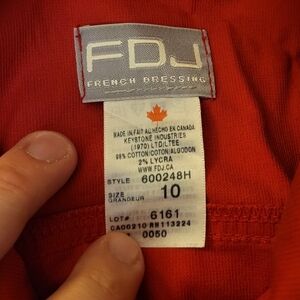 FDJ
FRENCH DRESSING
MADE IN/FAIT AU/HECHO EN CANADA
KEYSTONE INDUSTRIES
(1970) LTD/LTEE
98% COTTON/COTON/ALGODON
2% LYCRA
WWW.FDJ.CA
STYLE 600248H
SIZE
GRANDEUR 10
LOT# 6161
CA00210 RN113224
0050